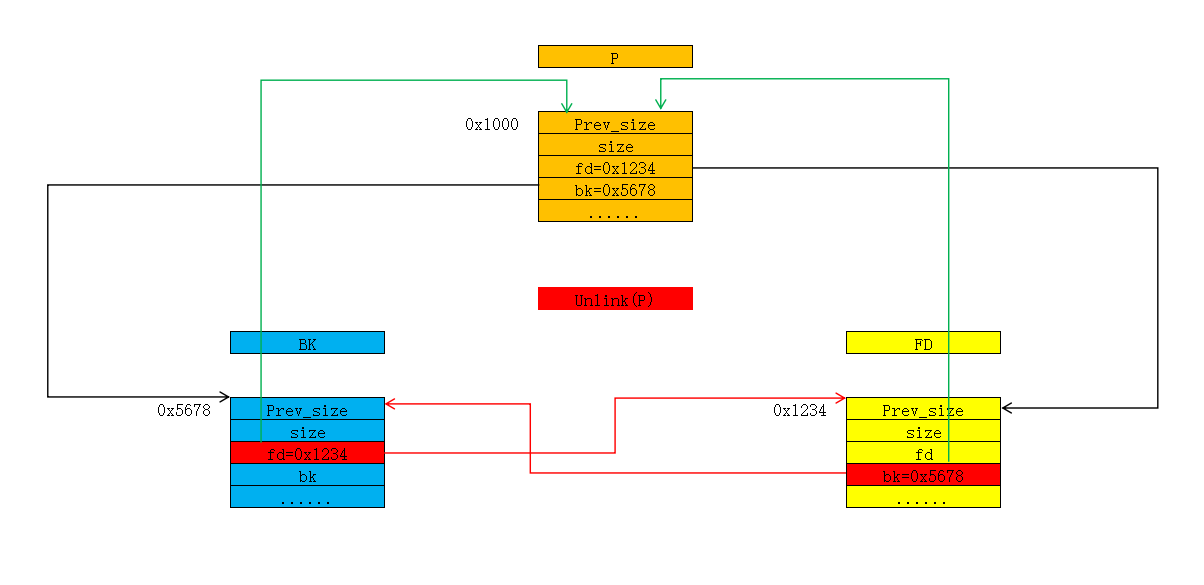 P
0x1000
Prev_size
size
fd=0x1234
bk=0x5678
......
Unlink(P)
BK
0x5678
Prev_size
size
fd=0x1234
bk
......
FD
0x1234
Prev_size
size
fd
bk=0x5678
......